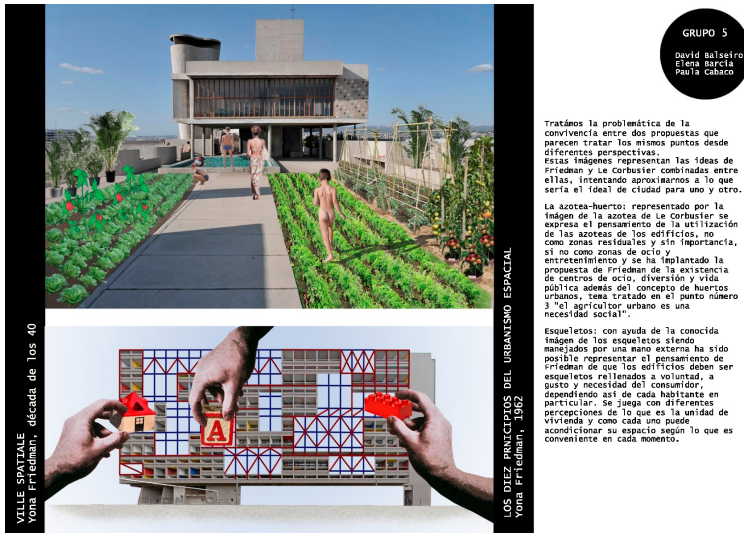 VILLE SPATIALE
Yona Friedman, década de los 40
LOS DIEZ PRNICIPIOS DEL URBANISMO ESPACIAL
Yona Friedman, 1962
GRUPO 5
David Balseiro
Elena Barcia
Paula Cabaco
Tratámos la problemática de la
convivencia entre dos propuestas que
parecen tratar los mismos puntos desde
diferentes perspectivas.
Estas imágenes representan las ideas de
Friedman y Le Corbusier combinadas entre
ellas, intentando aproximarnos a lo que
sería el ideal de ciudad para uno y otro.
La azotea-huerto: representado por la
imágen de la azotea de Le Corbusier se
expresa el pensamiento de la utilización
de las azoteas de los edificios, no
como zonas residuales y sin importancia,
si no como zonas de ocio y
entretenimiento y se ha implantado la
propuesta de Friedman de la existencia
de centros de ocio, diversión y vida
pública además del concepto de huertos
urbanos, tema tratado en el punto número
3 "el agricultor urbano es una
necesidad social".
Esqueletos: con ayuda de la conocida
imágen de los esqueletos siendo
manejados por una mano externa ha sido
posible representar el pensamiento de
Friedman de que los edificios deben ser
esqueletos rellenados a voluntad, a
gusto y necesidad del consumidor,
dependiendo así de cada habitante en
particular. Se juega con diferentes
percepciones de lo que es la unidad de
vivienda y como cada uno puede
acondicionar su espacio según lo que es
conveniente en cada momento.
A